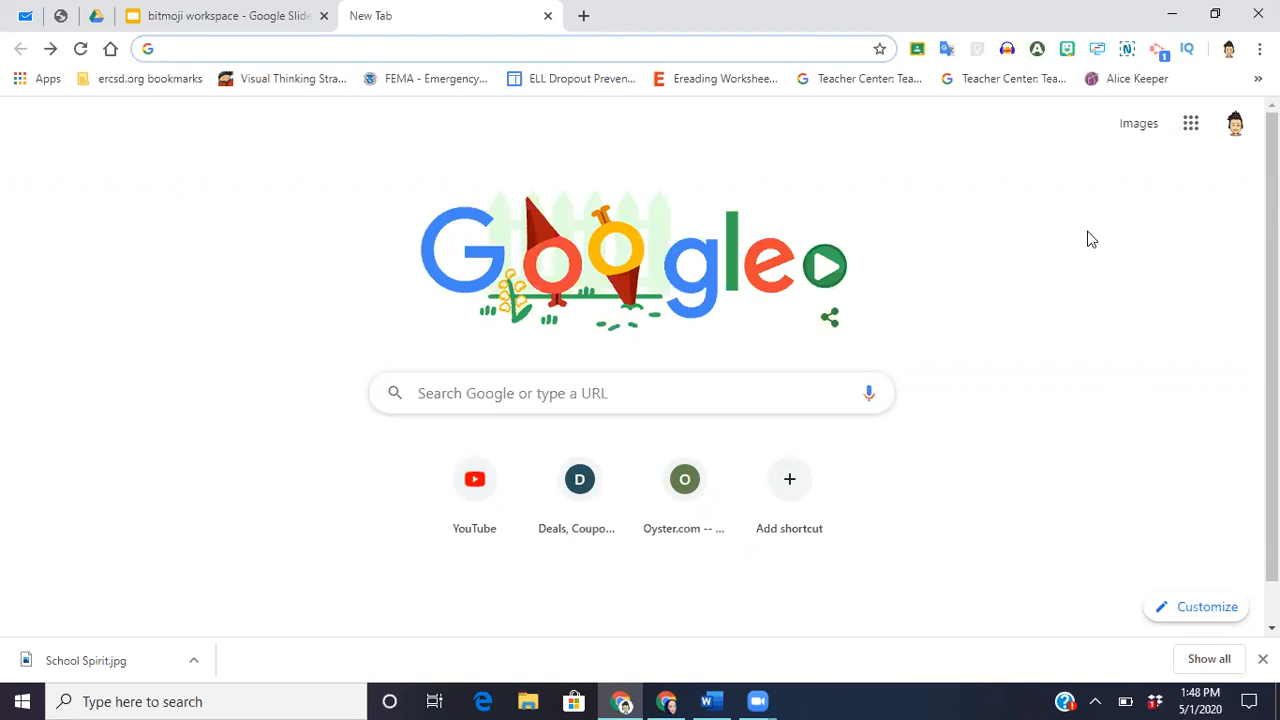 bitmoji workspace - Google Slide
New Tab
Apps
ercsd.org bookmarks
Visual Thinking Stra...
FEMA - Emergency...
ELL Dropout Preven...
Ereading Workshee...
Teacher Center: Tea...
Teacher Center: Tea...
Alice Keeper
Images
Google
Search Google or type a URL
D
O
YouTube
Deals, Coupo...
Oyster.com -- ...
Add shortcut
Customize
School Spirit.jpg
Show all
Type here to search
1:48 PM
5/1/2020